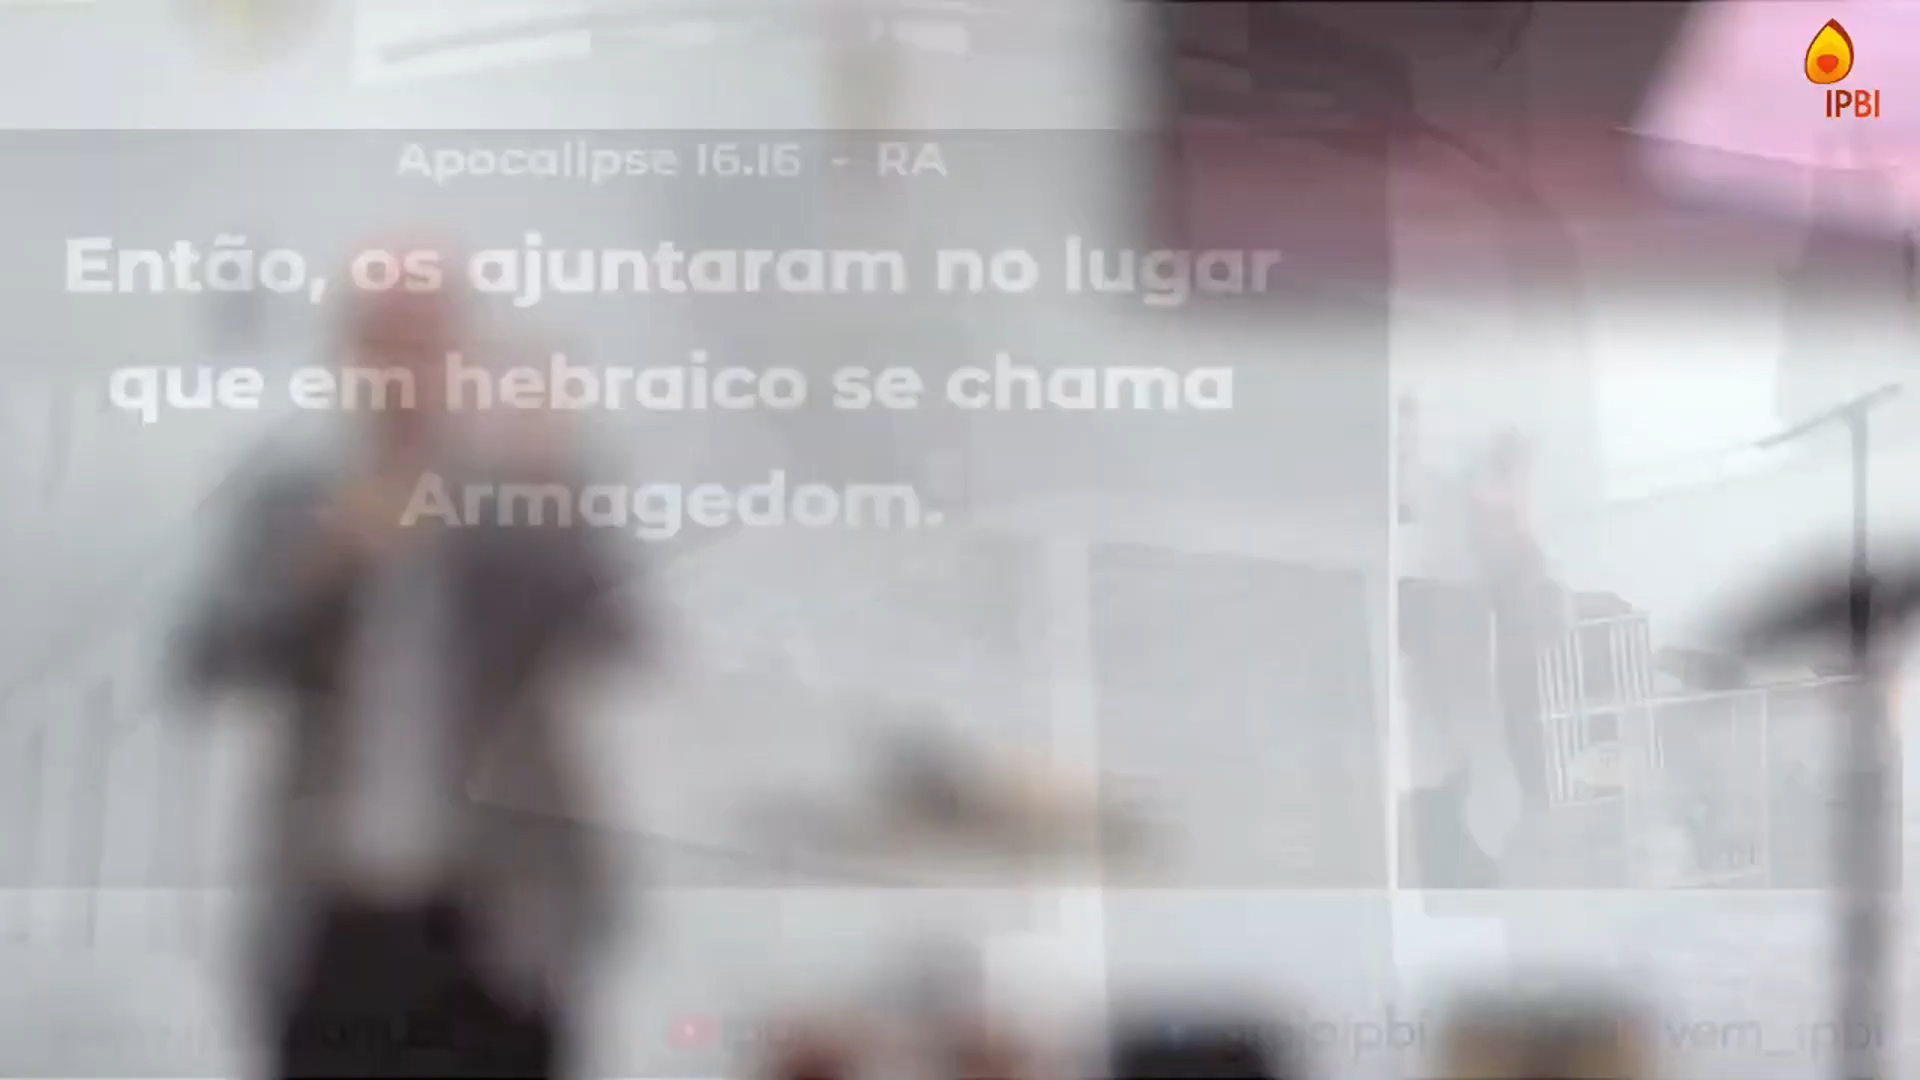 IPBI
Apocalipse 16.16 - RA
Então, os ajuntaram no lugar
que em hebraico se chama
Armagedom.